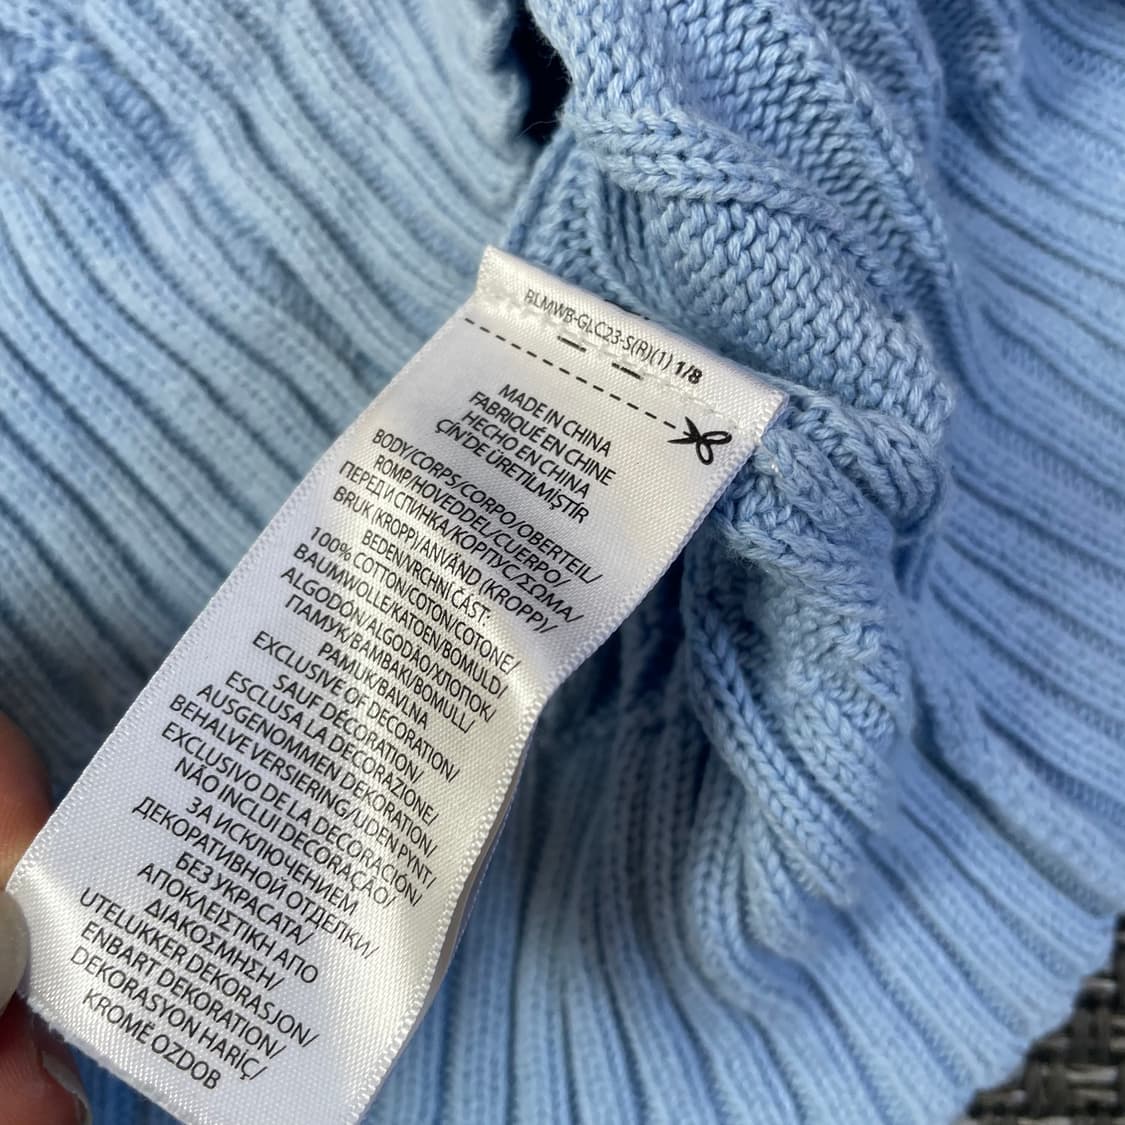 BLMWB-GLC23-S(R)(1) 1/8
MADE IN CHINA
FABRIQUÉ EN CHINE
HECHO EN CHINA
ÇİN'DE ÜRETİLMİŞTİR
BODY/CORPS/CORPO/OBERTEIL/
ROMP/HOVEDDEL/CUERPO/
ПЕРЕД И СПИНКА/КОРПУС/ΣΩΜΑ/
BRUK (KROPP)/ANVÄND (KROPP)/
BEDEN/VRCHNÍ ČÁST:
100% COTTON/COTON/COTONE/
BAUMWOLLE/KATOEN/BOMULD/
ALGODÓN/ALGODÃO/ХЛОПОК/
ПАМУК/ΒΑΜΒΑΚΙ/BOMULL/
PAMUK/BAVLNA
EXCLUSIVE OF DECORATION/
SAUF DÉCORATION/
ESCLUSA LA DECORAZIONE/
AUSGENOMMEN DEKORATION/
BEHALVE VERSIERING/UDEN PYNT/
EXCLUSIVO DE LA DECORACIÓN/
NÃO INCLUI DECORAÇÃO/
ЗА ИСКЛЮЧЕНИЕМ
ДЕКОРАТИВНОЙ ОТДЕЛКИ/
БЕЗ УКРАСАТА/
ΑΠΟΚΛΕΙΣΤΙΚΗ ΑΠΟ
ΔΙΑΚΟΣΜΗΣΗ/
UTELUKKER DEKORASJON/
ENBART DEKORATION/
DEKORASYON HARİÇ/
KROMĚ OZDOB